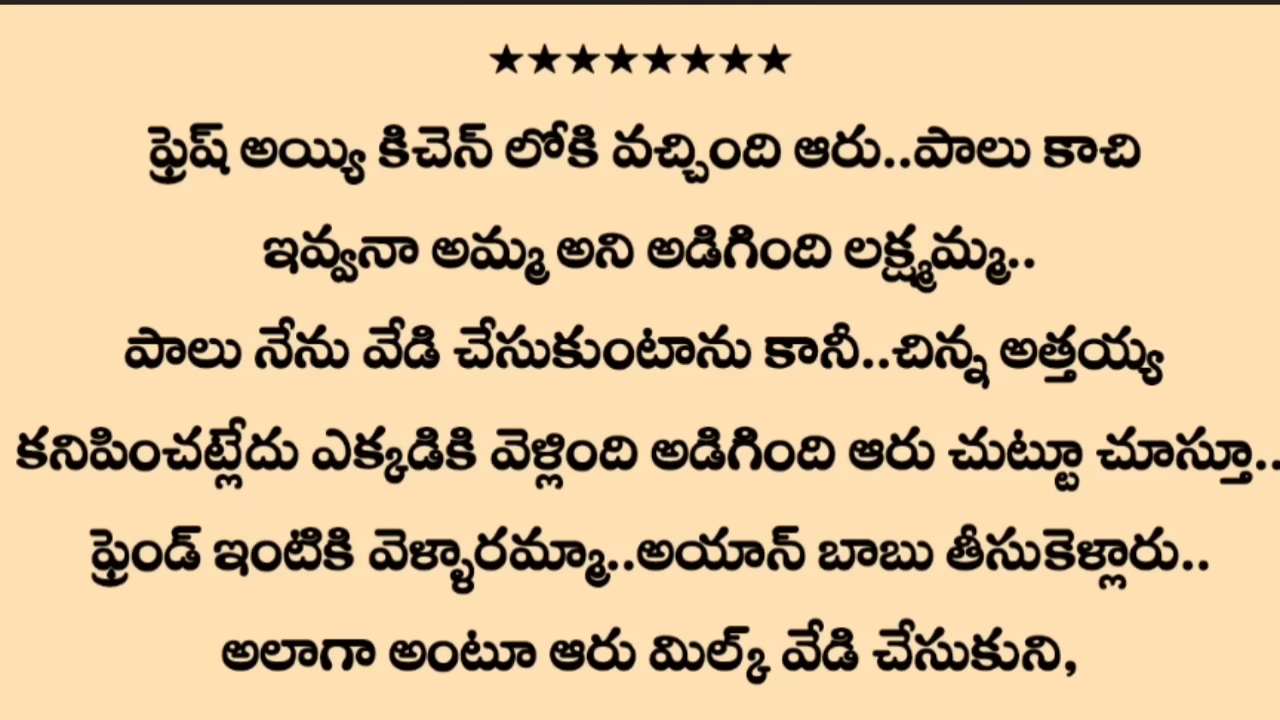 ★★★★★★★★
ఫ్రెష్ అయ్యి కిచెన్ లోకి వచ్చింది ఆరు..పాలు కాచి
ఇవ్వనా అమ్మ అని అడిగింది లక్ష్మమ్మ..
పాలు నేను వేడి చేసుకుంటాను కానీ..చిన్న అత్తయ్య
కనిపించట్లేదు ఎక్కడికి వెళ్లింది అడిగింది ఆరు చుట్టూ చూస్తూ..
ఫ్రెండ్ ఇంటికి వెళ్ళారమ్మా..అయాన్ బాబు తీసుకెళ్లారు..
అలాగా అంటూ ఆరు మిల్క్ వేడి చేసుకుని,